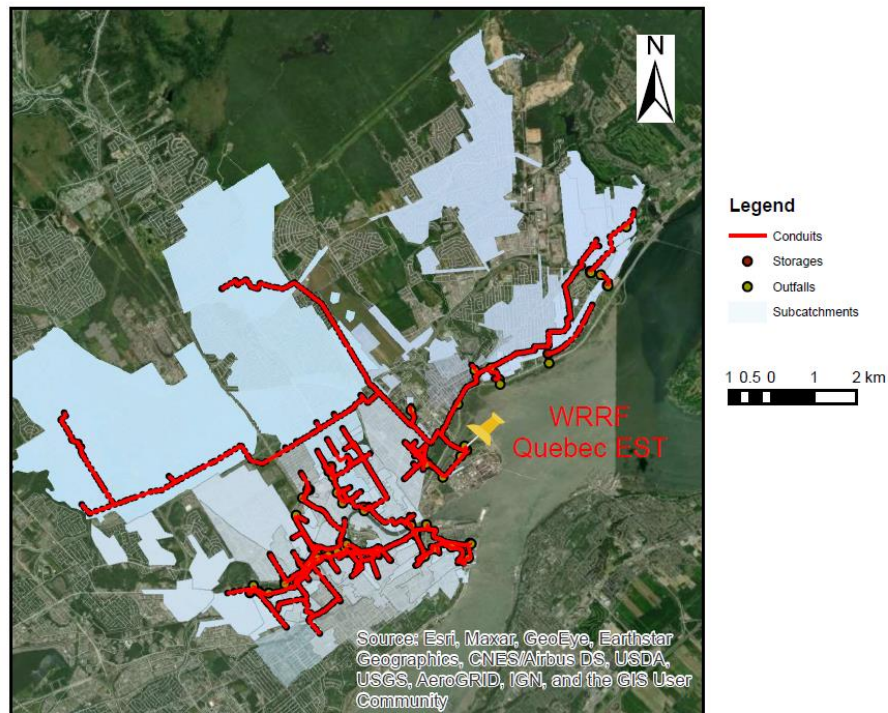 N
WRRF
Quebec EST
Source: Esri, Maxar, GeoEye, Earthstar
Geographics, CNES/Airbus DS, USDA,
USGS, AeroGRID, IGN, and the GIS User
Community
Legend
Conduits
Storages
Outfalls
Subcatchments
1 0.5 0 1 2 km